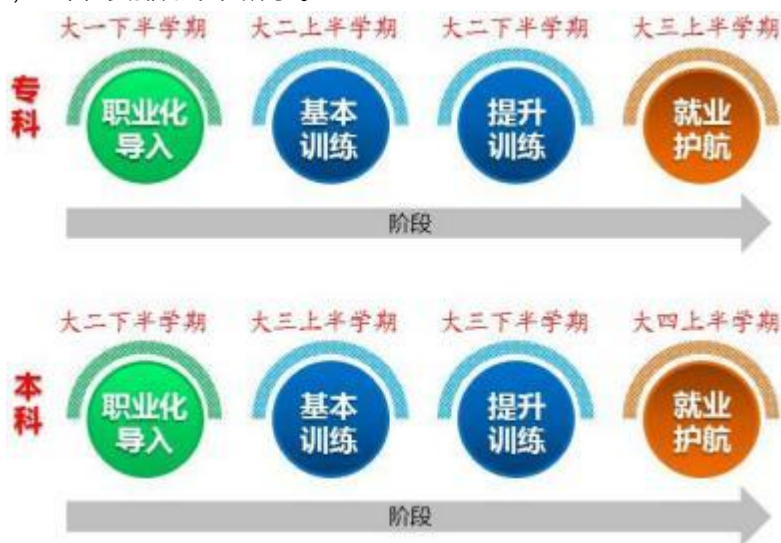 大一下半学期 大二上半学期 大二下半学期 大三上半学期
专科
职业化导入 基本训练 提升训练 就业护航
阶段
大二下半学期 大三上半学期 大三下半学期 大四上半学期
本科
职业化导入 基本训练 提升训练 就业护航
阶段